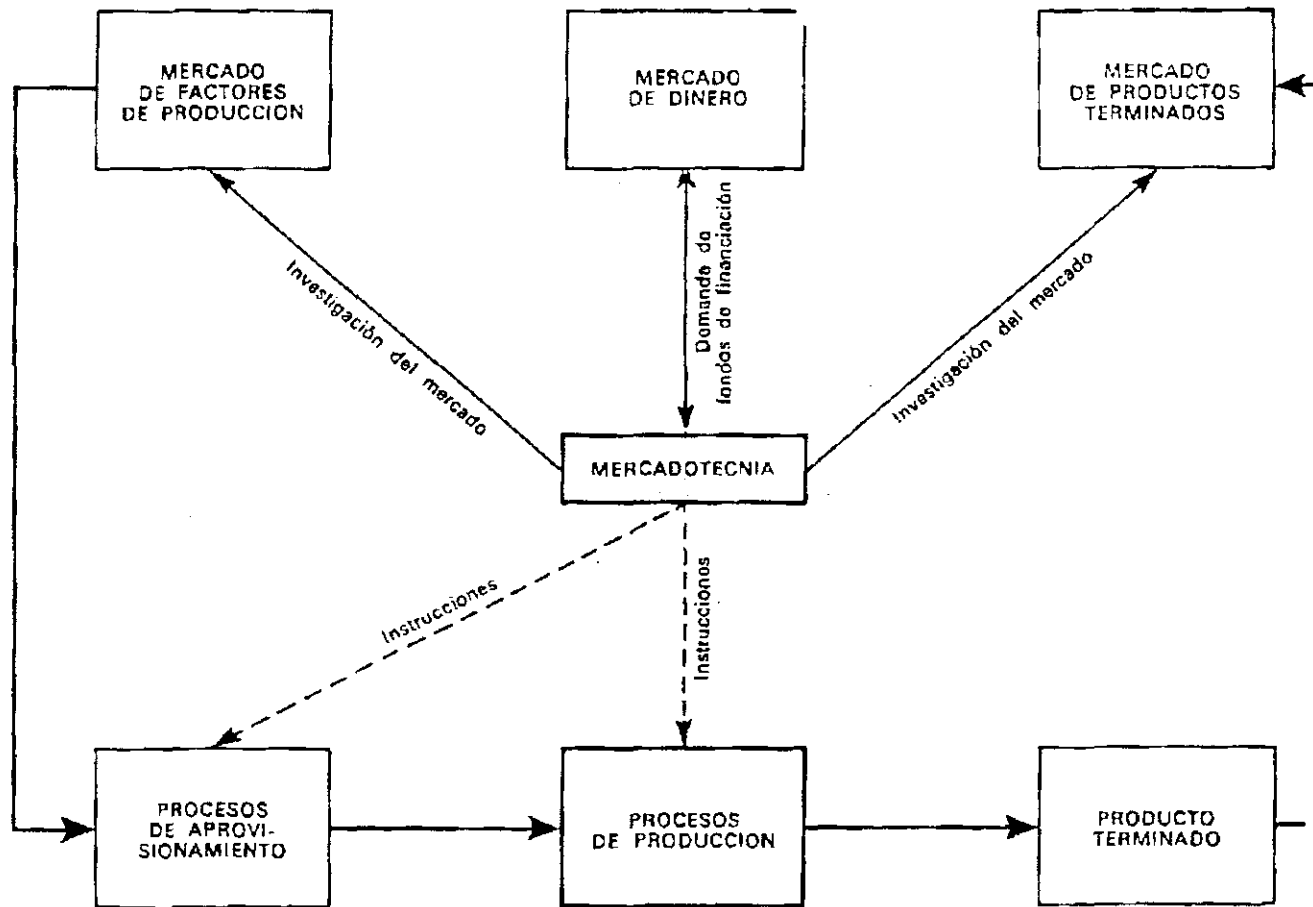 MERCADO
DE FACTORES
DE PRODUCCION
MERCADO
DE DINERO
MERCADO
DE PRODUCTOS
TERMINADOS
Investigación del mercado
Demanda de
fondos de financiación
Investigación del mercado
MERCADOTECNIA
Instrucciones
Instrucciones
PROCESOS
DE APROVI-
SIONAMIENTO
PROCESOS
DE PRODUCCION
PRODUCTO
TERMINADO